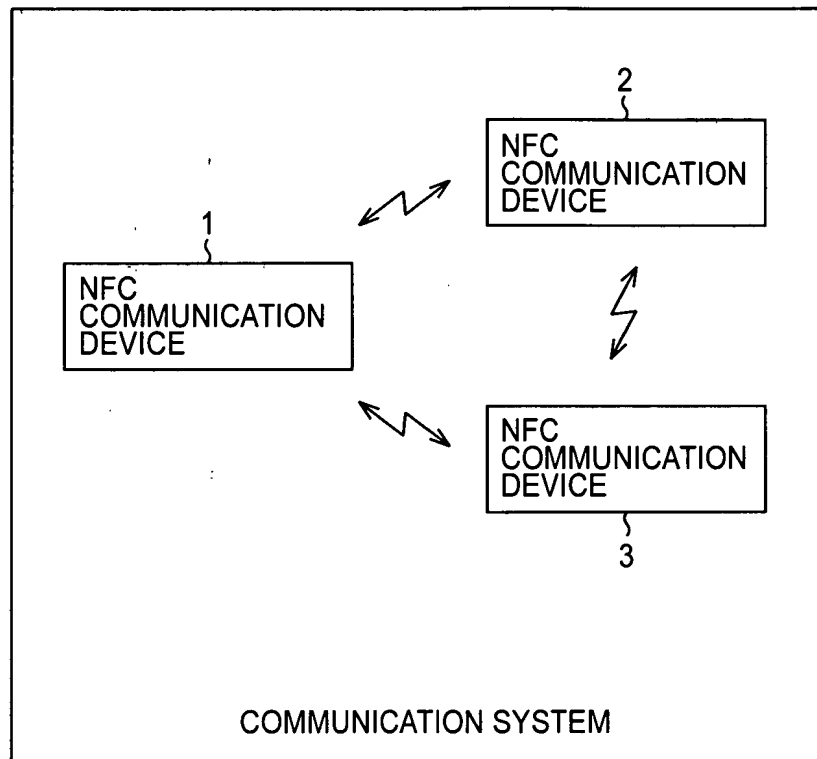 2
NFC
COMMUNICATION
DEVICE
1
NFC
COMMUNICATION
DEVICE
NFC
COMMUNICATION
DEVICE
3
COMMUNICATION SYSTEM